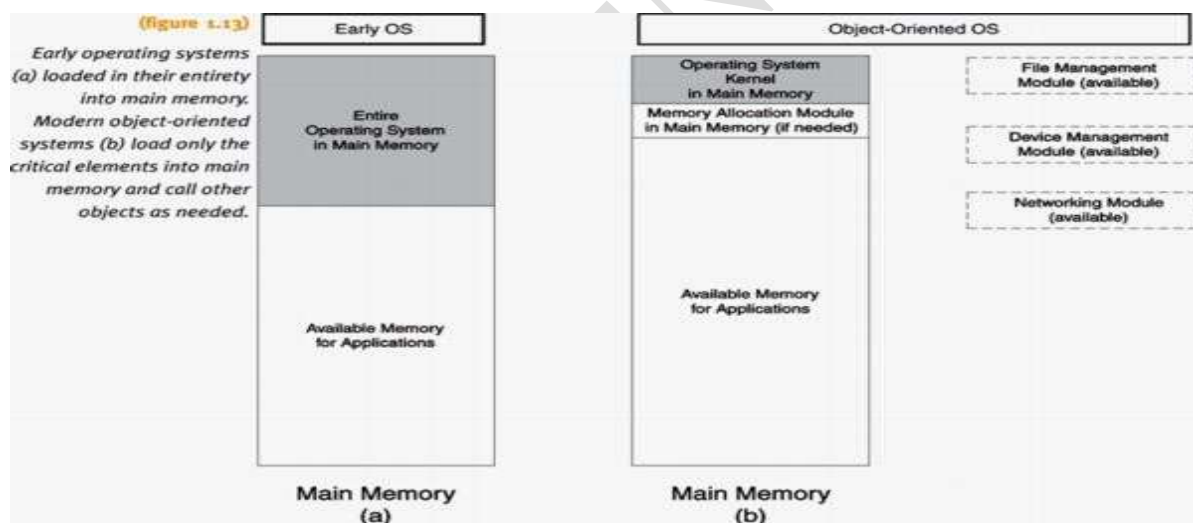 (figure 1.13)
Early operating systems
(a) loaded in their entirety
into main memory.
Modern object-oriented
systems (b) load only the
critical elements into main
memory and call other
objects as needed.
Early OS
Entire
Operating System
in Main Memory
Available Memory
for Applications
Main Memory
(a)
Object-Oriented OS
Operating System
Kernel
in Main Memory
Memory Allocation Module
in Main Memory (if needed)
Available Memory
for Applications
Main Memory
(b)
File Management
Module (available)
Device Management
Module (available)
Networking Module
(available)